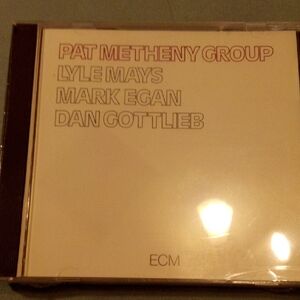 PAT METHENY GROUP
LYLE MAYS
MARK EGAN
DAN GOTTLIEB
ECM